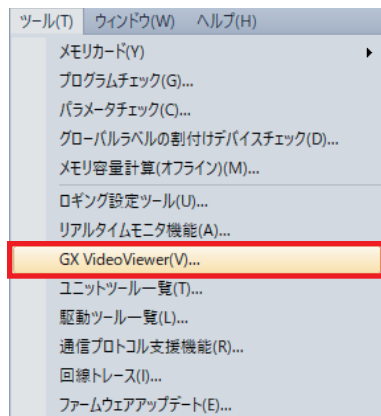 ツール(T) ウィンドウ(W) ヘルプ(H)
メモリカード(Y)
プログラムチェック(G)...
パラメータチェック(C)...
グローバルラベルの割付けデバイスチェック(D)...
メモリ容量計算(オフライン)(M)...
ロギング設定ツール(U)...
リアルタイムモニタ機能(A)...
GX VideoViewer(V)...
ユニットツール一覧(T)...
駆動ツール一覧(L)...
通信プロトコル支援機能(R)...
回線トレース(I)...
ファームウェアアップデート(E)...